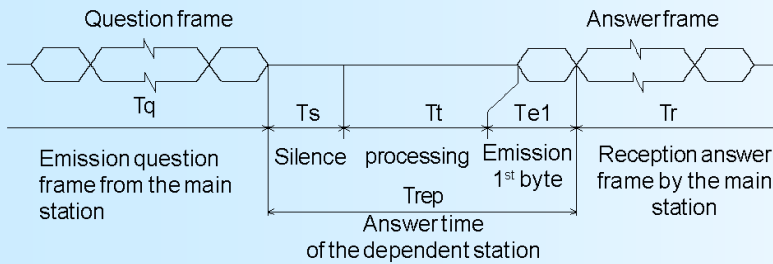 Question frame
Answer frame
Tq
Ts
Tt
Te1
Tr
Emission question
frame from the main
station
Silence
processing
Emission
1st byte
Reception answer
frame by the main
station
Trep
Answer time
of the dependent station